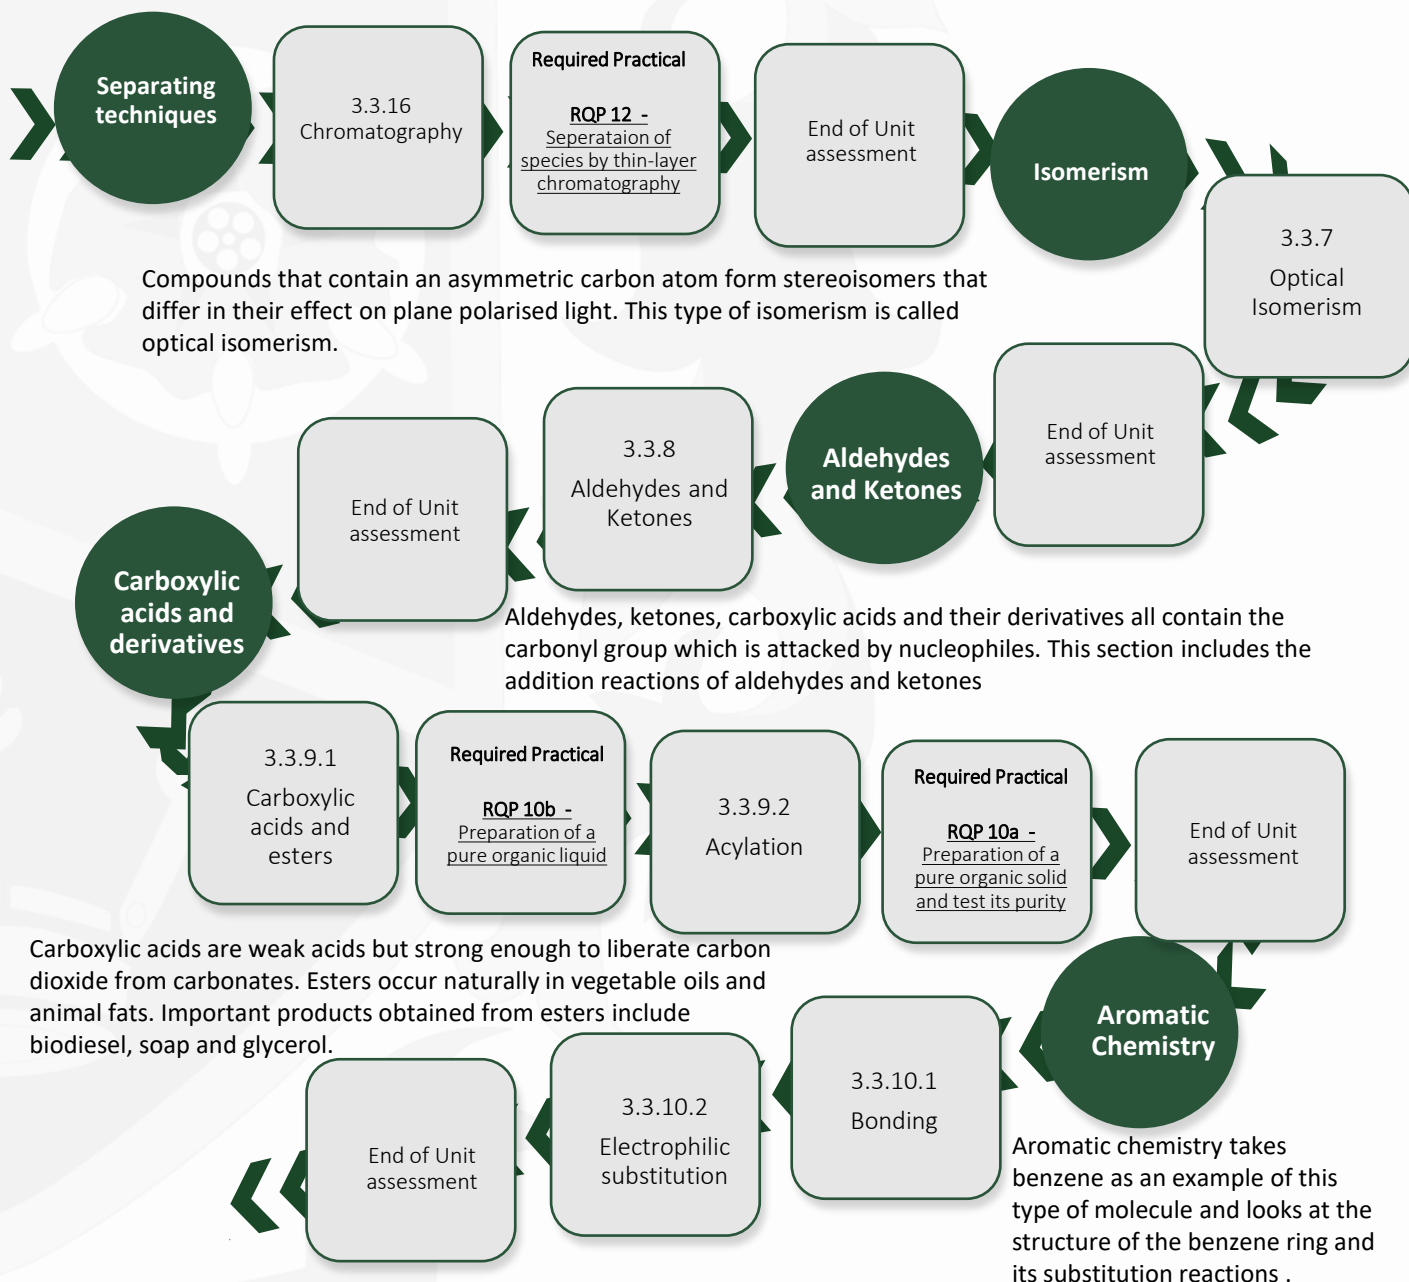 Separating
techniques
3.3.16
Chromatography
Required Practical
RQP 12 -
Seperataion of
species by thin-layer
chromatography
End of Unit
assessment
Isomerism
3.3.7
Optical
Isomerism
Compounds that contain an asymmetric carbon atom form stereoisomers that
differ in their effect on plane polarised light. This type of isomerism is called
optical isomerism.
End of Unit
assessment
Aldehydes
and Ketones
3.3.8
Aldehydes and
Ketones
End of Unit
assessment
Carboxylic
acids and
derivatives
Aldehydes, ketones, carboxylic acids and their derivatives all contain the
carbonyl group which is attacked by nucleophiles. This section includes the
addition reactions of aldehydes and ketones
3.3.9.1
Carboxylic
acids and
esters
Required Practical
RQP 10b -
Preparation of a
pure organic liquid
3.3.9.2
Acylation
Required Practical
RQP 10a -
Preparation of a
pure organic solid
and test its purity
End of Unit
assessment
Carboxylic acids are weak acids but strong enough to liberate carbon
dioxide from carbonates. Esters occur naturally in vegetable oils and
animal fats. Important products obtained from esters include
biodiesel, soap and glycerol.
Aromatic
Chemistry
3.3.10.1
Bonding
3.3.10.2
Electrophilic
substitution
End of Unit
assessment
Aromatic chemistry takes
benzene as an example of this
type of molecule and looks at the
structure of the benzene ring and
its substitution reactions .